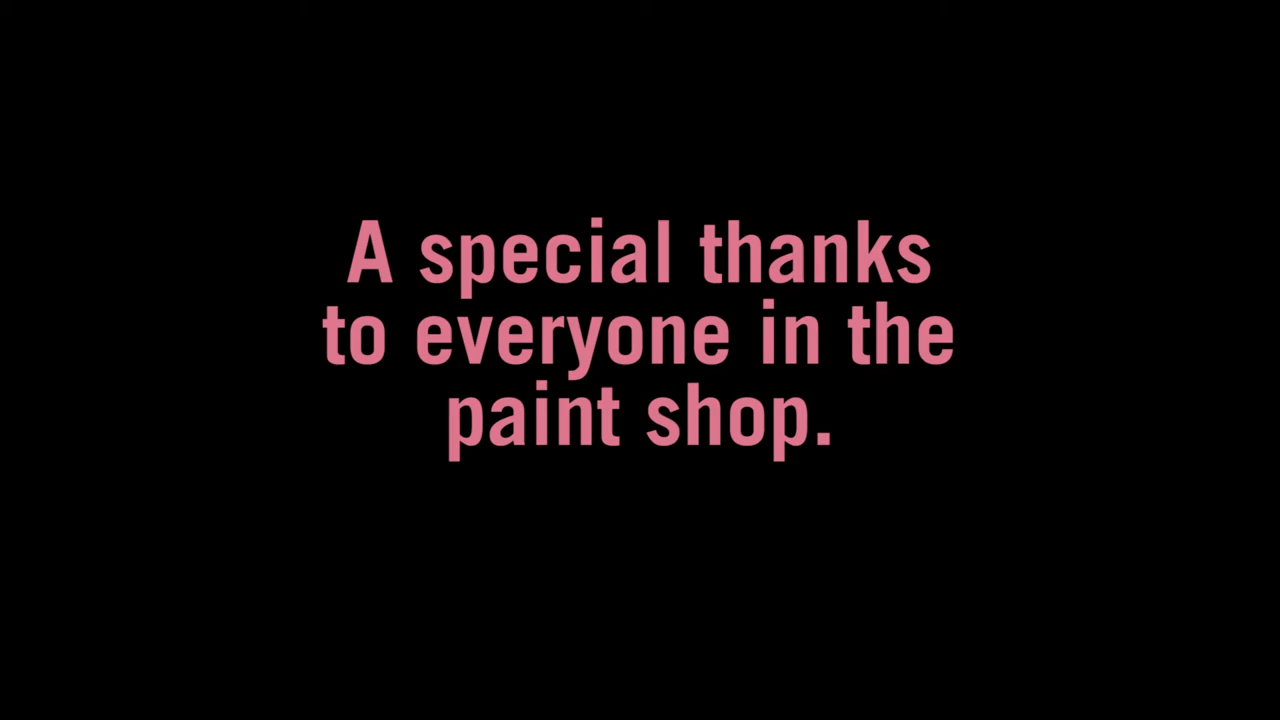 A special thanks
to everyone in the
paint shop.